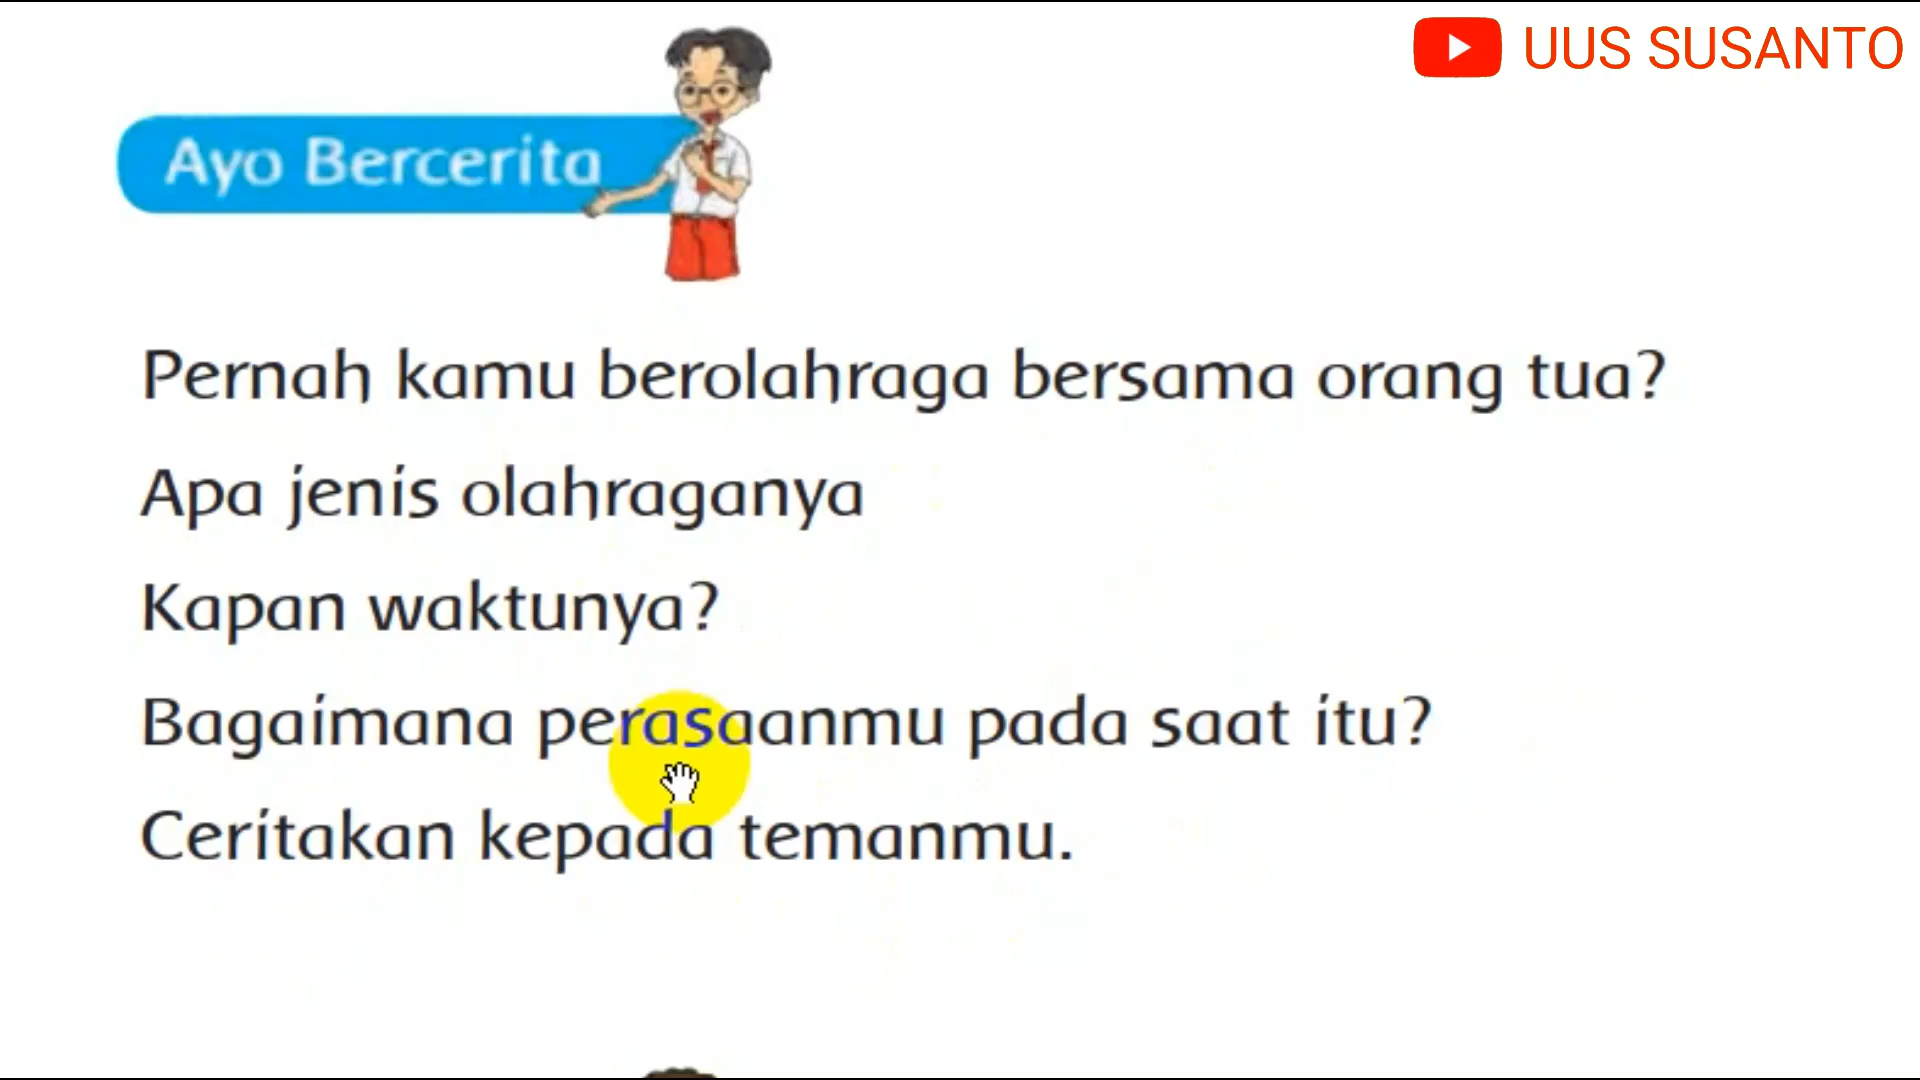 UUS SUSANTO
Ayo Bercerita
Pernah kamu berolahraga bersama orang tua?
Apa jenis olahraganya
Kapan waktunya?
Bagaimana perasaanmu pada saat itu?
Ceritakan kepada temanmu.